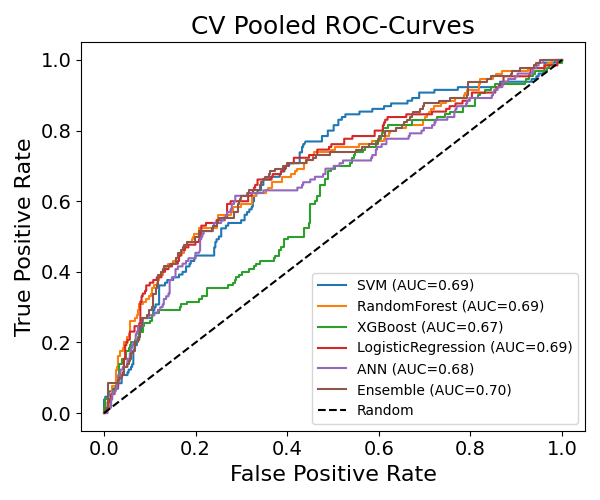 CV Pooled ROC-Curves
True Positive Rate
1.0
0.8
0.6
0.4
0.2
0.0
SVM (AUC=0.69)
RandomForest (AUC=0.69)
XGBoost (AUC=0.67)
LogisticRegression (AUC=0.69)
ANN (AUC=0.68)
Ensemble (AUC=0.70)
Random
0.0 0.2 0.4 0.6 0.8 1.0
False Positive Rate